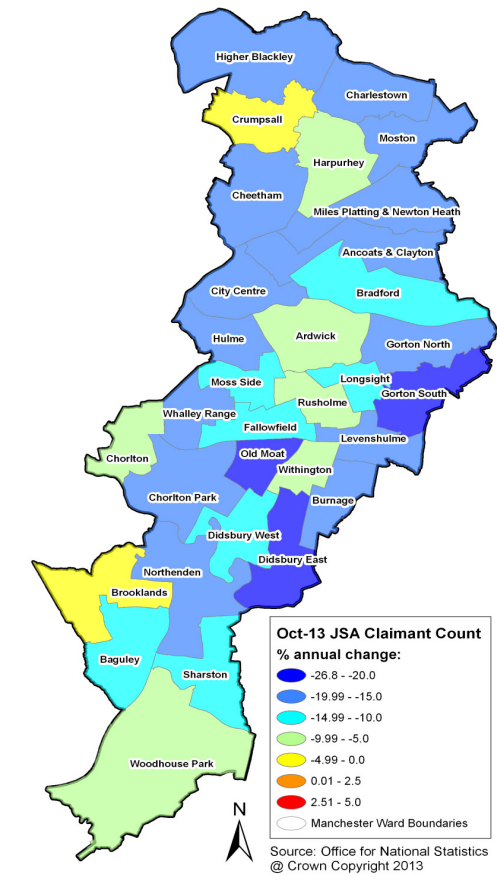 Higher Blackley
Charlestown
Crumpsall
Moston
Harpurhey
Cheetham
Miles Platting & Newton Heath
Ancoats & Clayton
City Centre
Bradford
Hulme
Ardwick
Gorton North
Moss Side
Longsight
Gorton South
Rusholme
Whalley Range
Fallowfield
Levenshulme
Chorlton
Old Moat
Withington
Chorlton Park
Burnage
Didsbury West
Didsbury East
Northenden
Brooklands
Baguley
Sharston
Woodhouse Park
Oct-13 JSA Claimant Count
% annual change:
-26.8 - -20.0
-19.99 - -15.0
-14.99 - -10.0
-9.99 - -5.0
-4.99 - 0.0
0.01 - 2.5
2.51 - 5.0
Manchester Ward Boundaries
N
Source: Office for National Statistics
@ Crown Copyright 2013